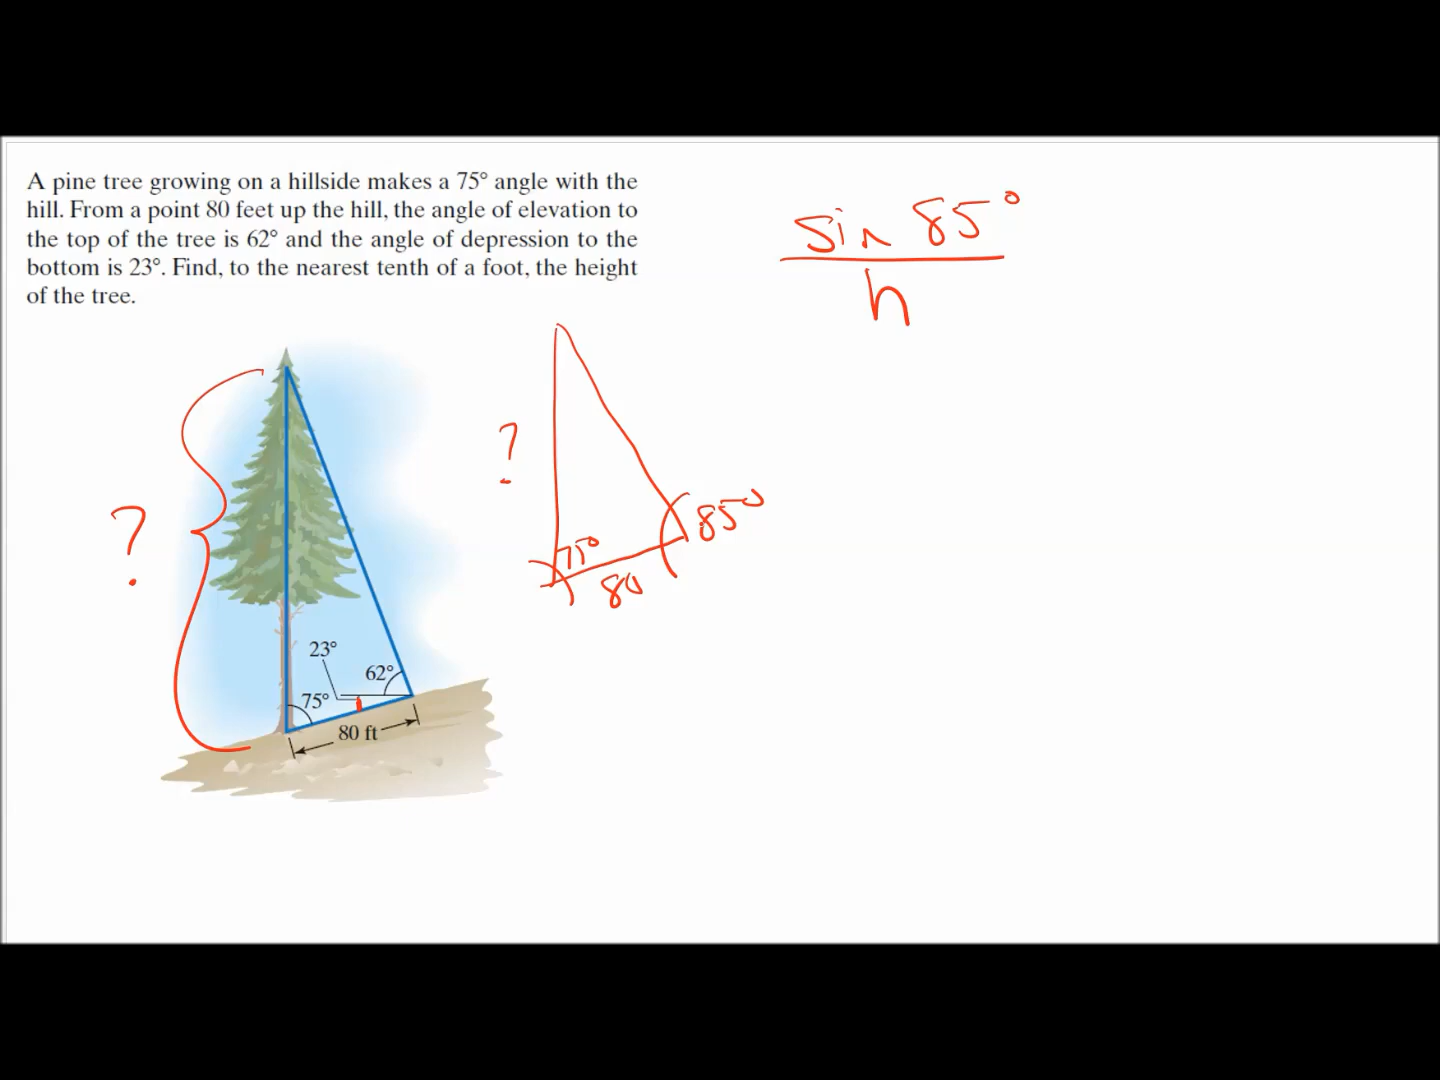 A pine tree growing on a hillside makes a 75° angle with the
hill. From a point 80 feet up the hill, the angle of elevation to
the top of the tree is 62° and the angle of depression to the
bottom is 23°. Find, to the nearest tenth of a foot, the height
of the tree.
sin 85°
h
?
85°
75°
80
?
23°
62°
75°
80 ft